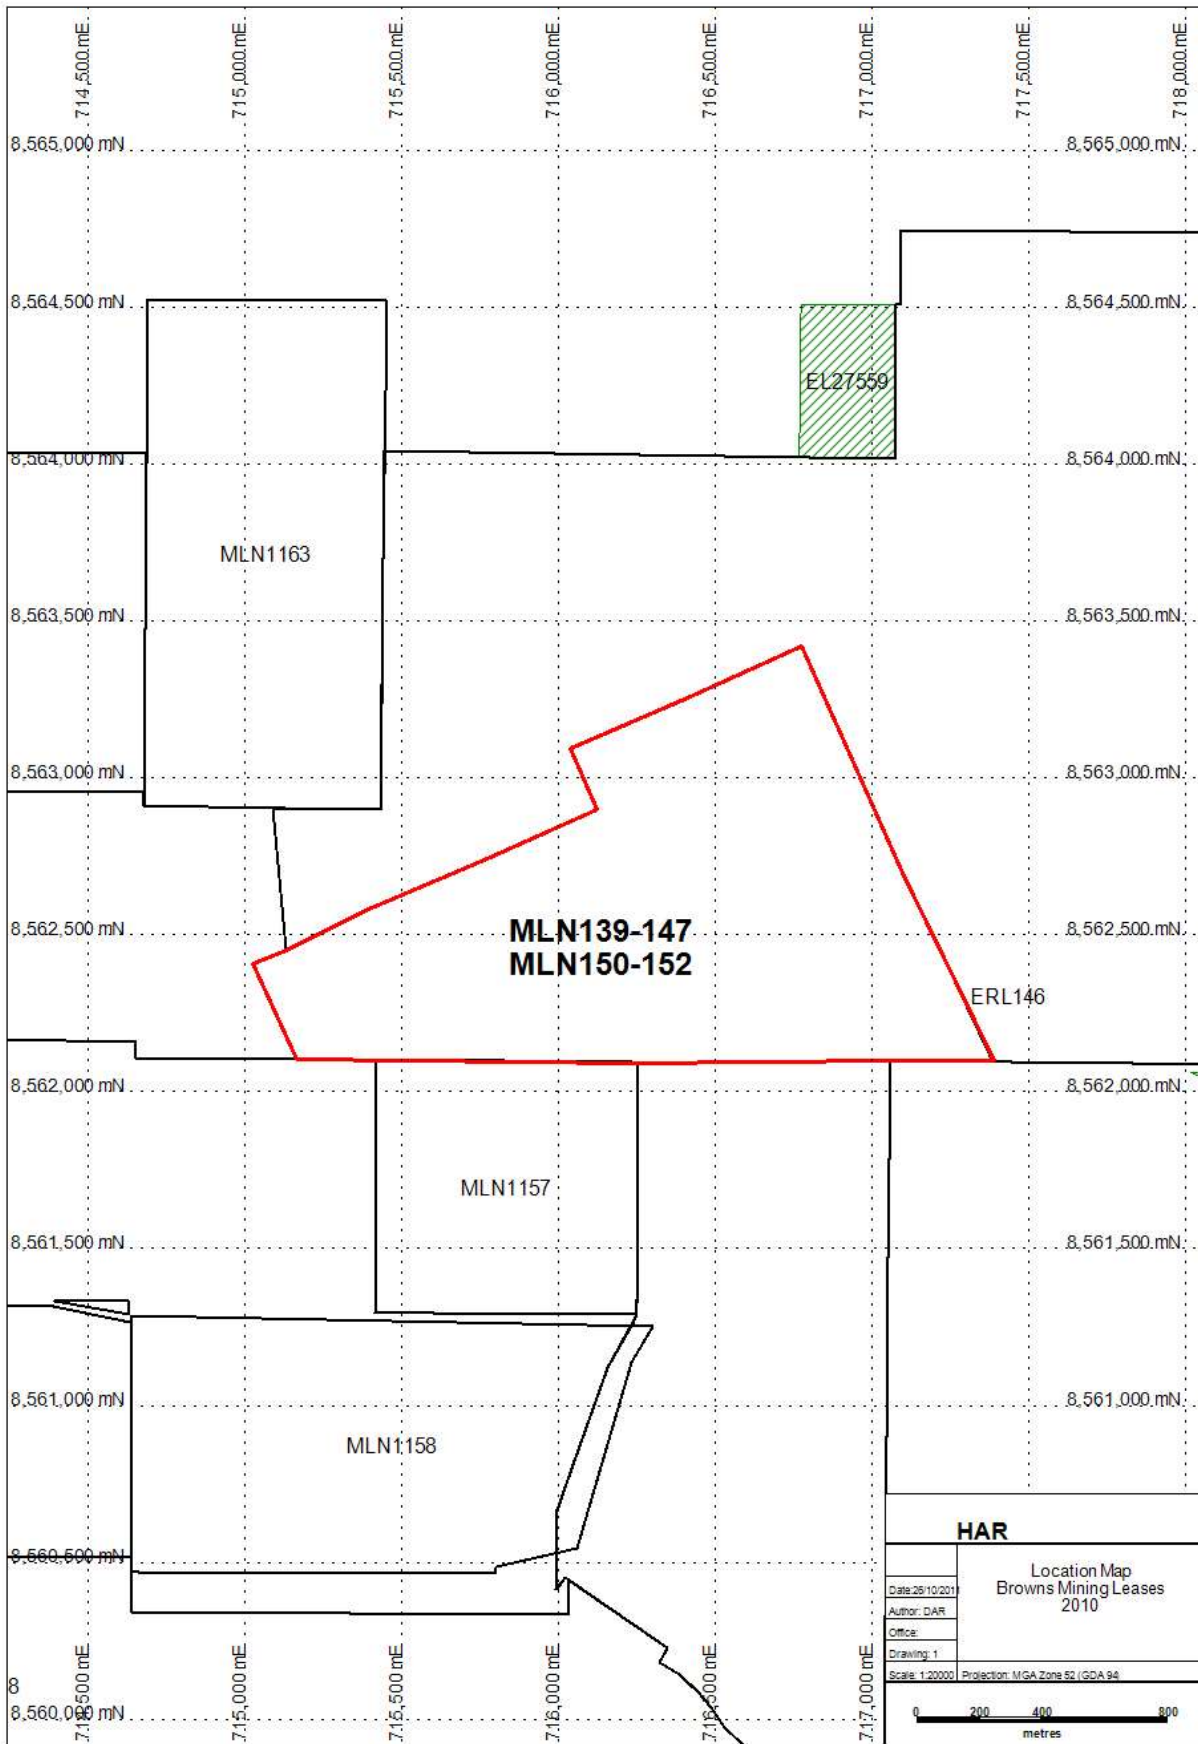 714,500 mE
715,000 mE
715,500 mE
716,000 mE
716,500 mE
717,000 mE
717,500 mE
718,000 mE
8,565,000 mN
8,565,000
8,564,500 mN
8,564,500 mN
EL27559
8,564,000 mN
8,564,000 mN
MLN1163
8,563,500 mN
8,563,500 mN
8,563,000 mN
8,563,000 mN
8,562,500 mN
8,562,500 mN
MLN139-147
MLN150-152
ERL146
8,562,000 mN
8,562,000 mN
MLN1157
8,561,500 mN
8,561,500 mN
8,561,000 mN
8,561,000 mN
MLN1158
8,560,500 mN
HAR
Location Map
Browns Mining Leases
2010
Date:26/10/2011
Author: DAR
Office:
Drawing: 1
Scale: 1:20000
Projection: MGA Zone 52 (GDA 94
8
8,560,000 mN
715,000 mE
715,500 mE
716,000 mE
716,500 mE
717,000 mE
0 200 400 800
metres